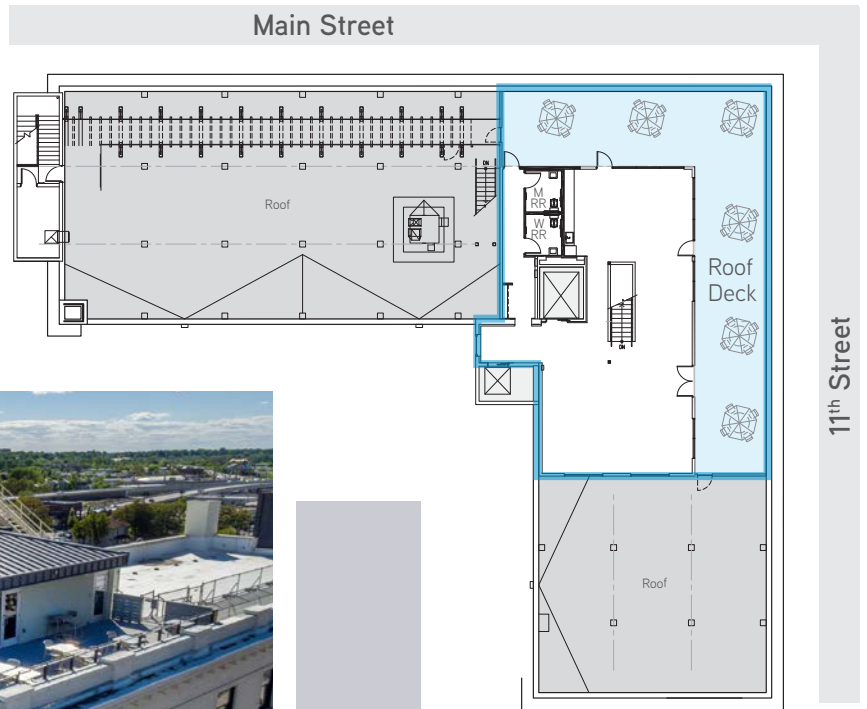 Main Street
Roof
DN
M
RR
W
RR
Roof
Deck
DN
11th Street
Roof